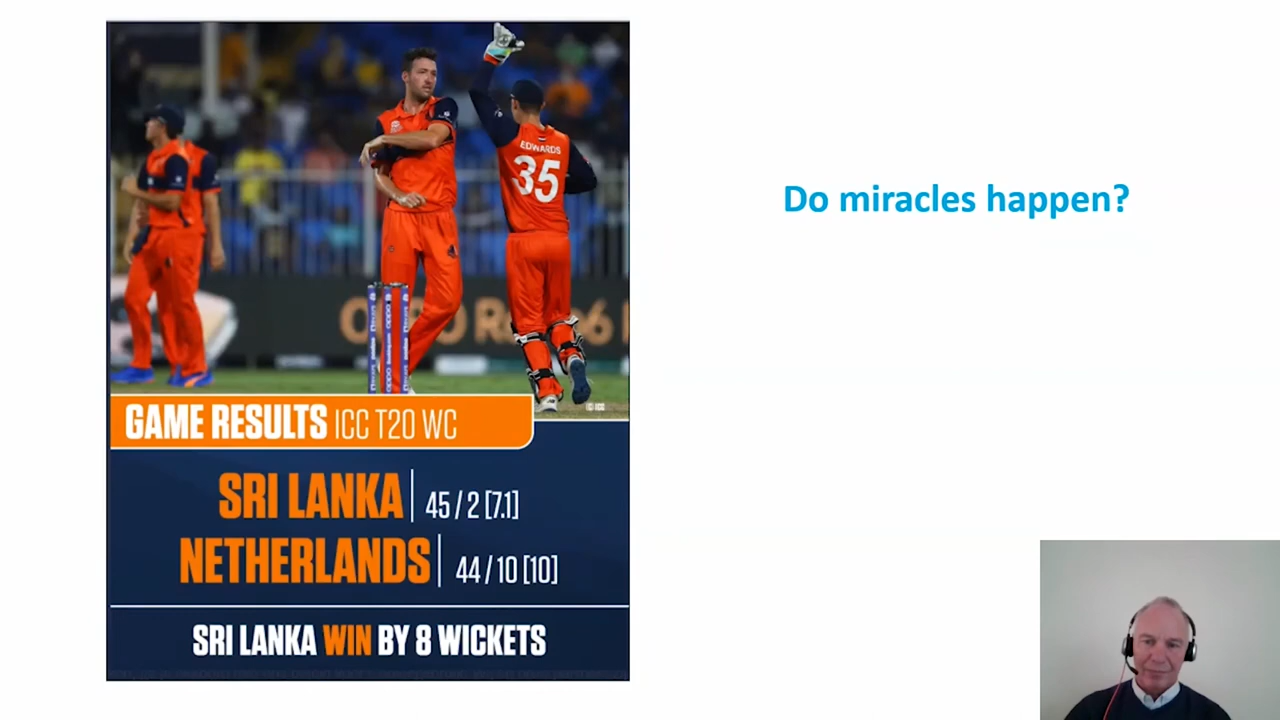 EDWARDS
35
GAME RESULTS ICC T20 WC
SRI LANKA 45 / 2 [7.1]
NETHERLANDS 44 / 10 [10]
SRI LANKA WIN BY 8 WICKETS
Do miracles happen?